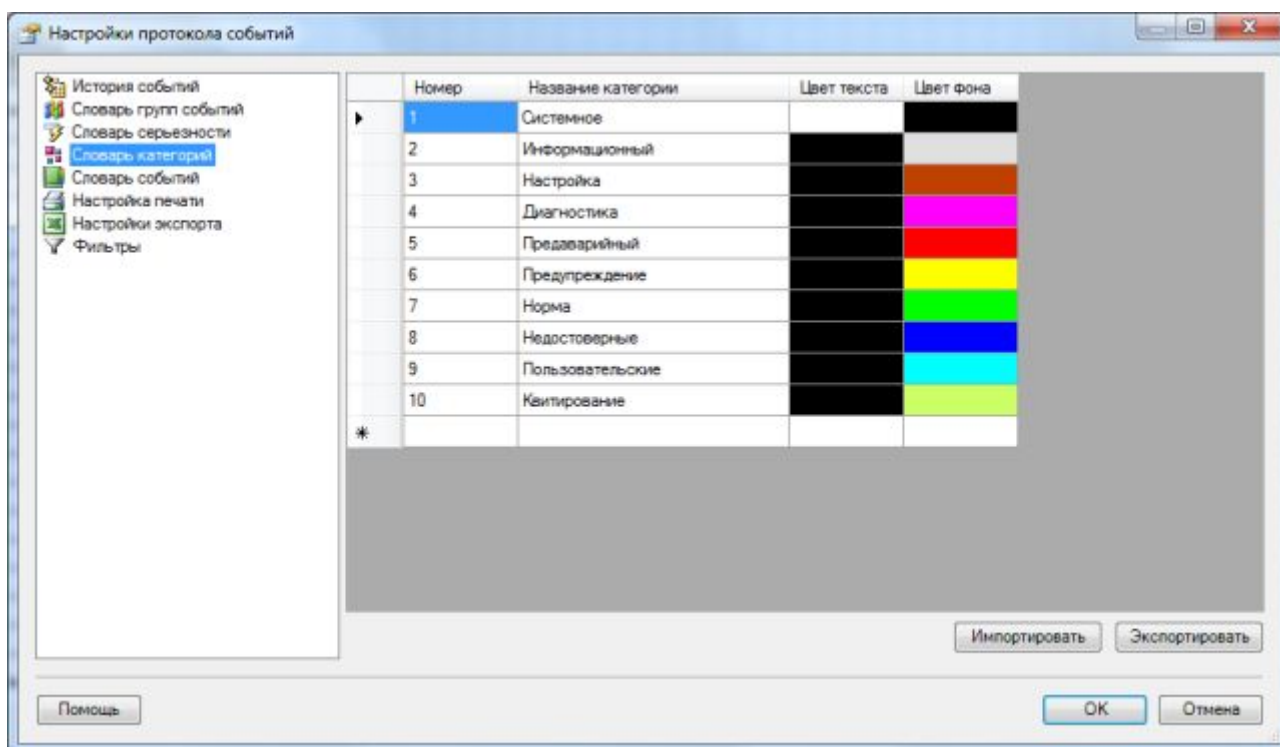 Настройки протокола событий
История событий
Словарь групп событий
Словарь серьезности
Словарь категорий
Словарь событий
Настройка печати
Настройки экспорта
Фильтры
Номер Название категории Цвет текста Цвет фона
1 Системное
2 Информационный
3 Настройка
4 Диагностика
5 Предаварийный
6 Предупреждение
7 Норма
8 Недостоверные
9 Пользовательские
10 Квитирование
Импортировать Экспортировать
Помощь OK Отмена